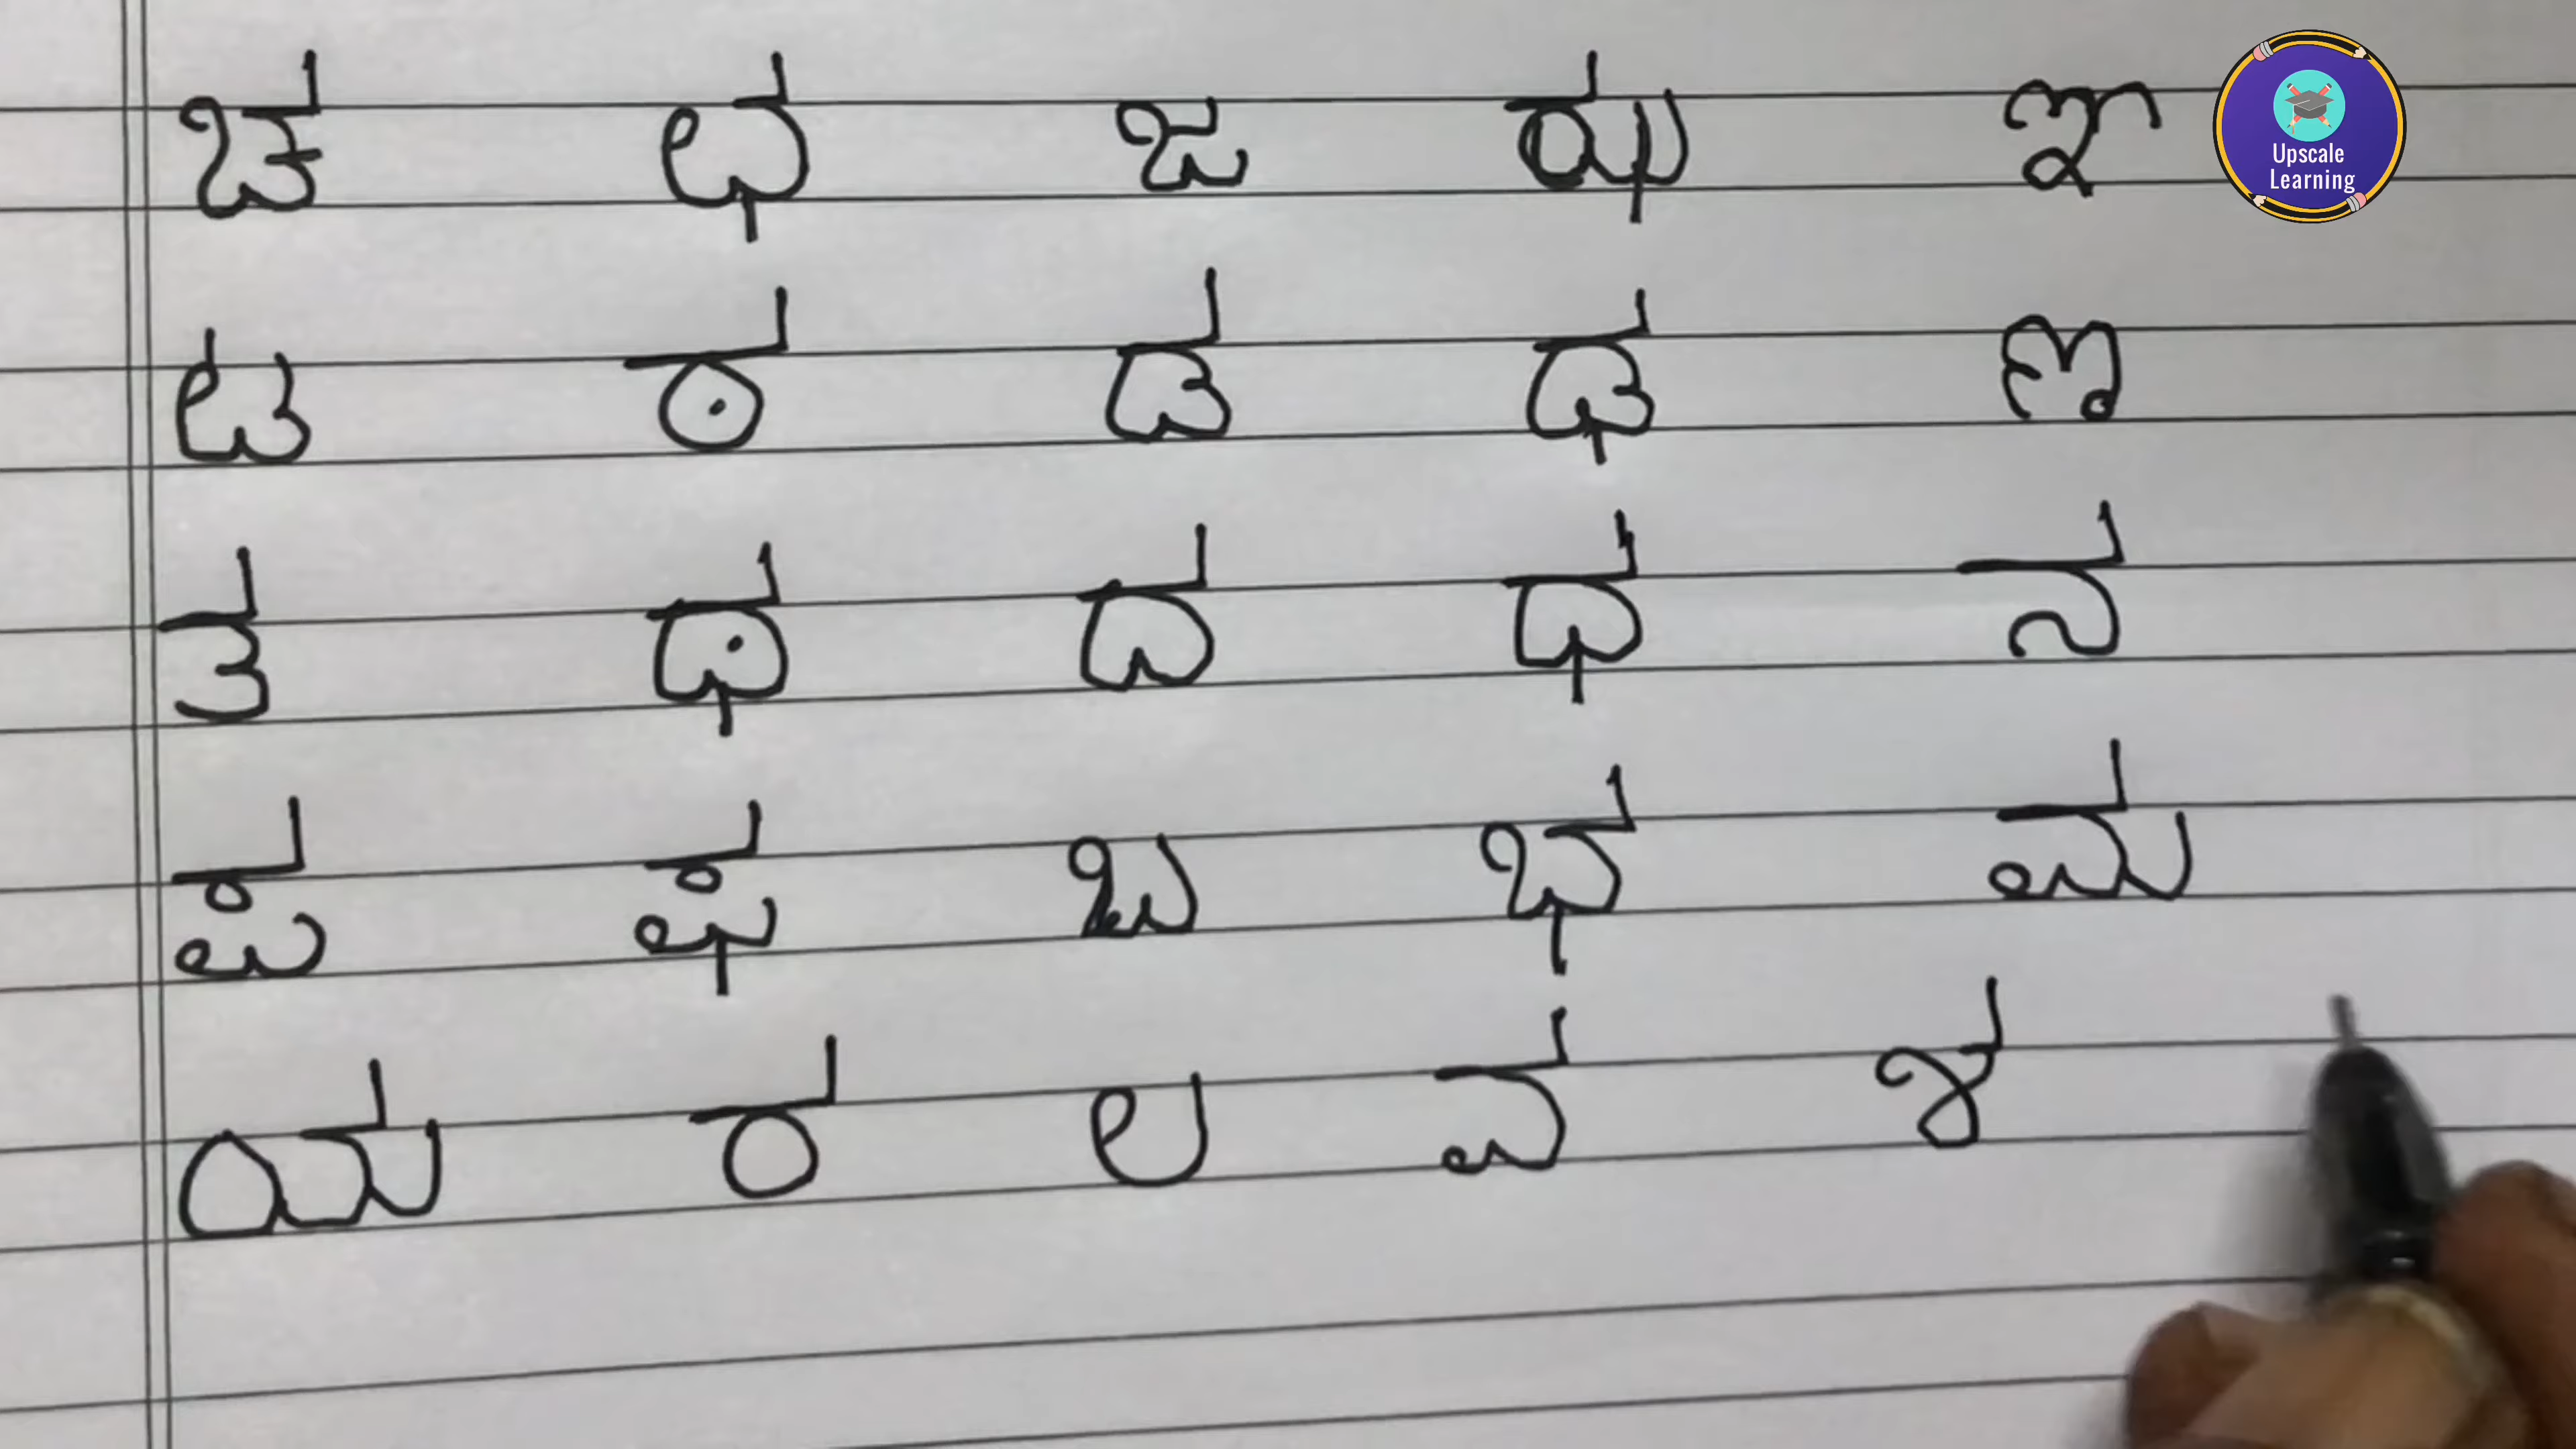 ಚ ಛ ಜ ಝ ಞ
ಟ ಠ ಡ ಢ ಣ
ತ ಥ ದ ಧ ನ
ಪ ಫ ಬ ಭ ಮ
ಯ ರ ಲ ವ ಶ
Upscale
Learning